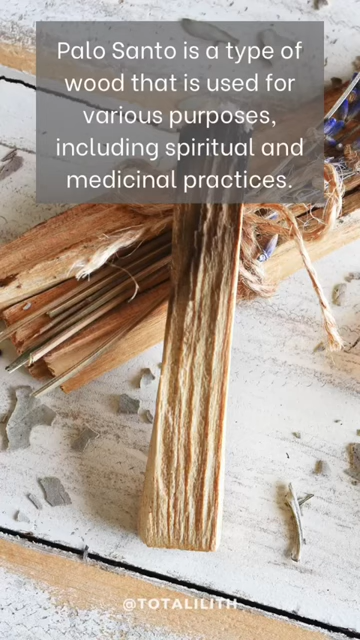 Palo Santo is a type of
wood that is used for
various purposes,
including spiritual and
medicinal practices.
@TOTALILITH